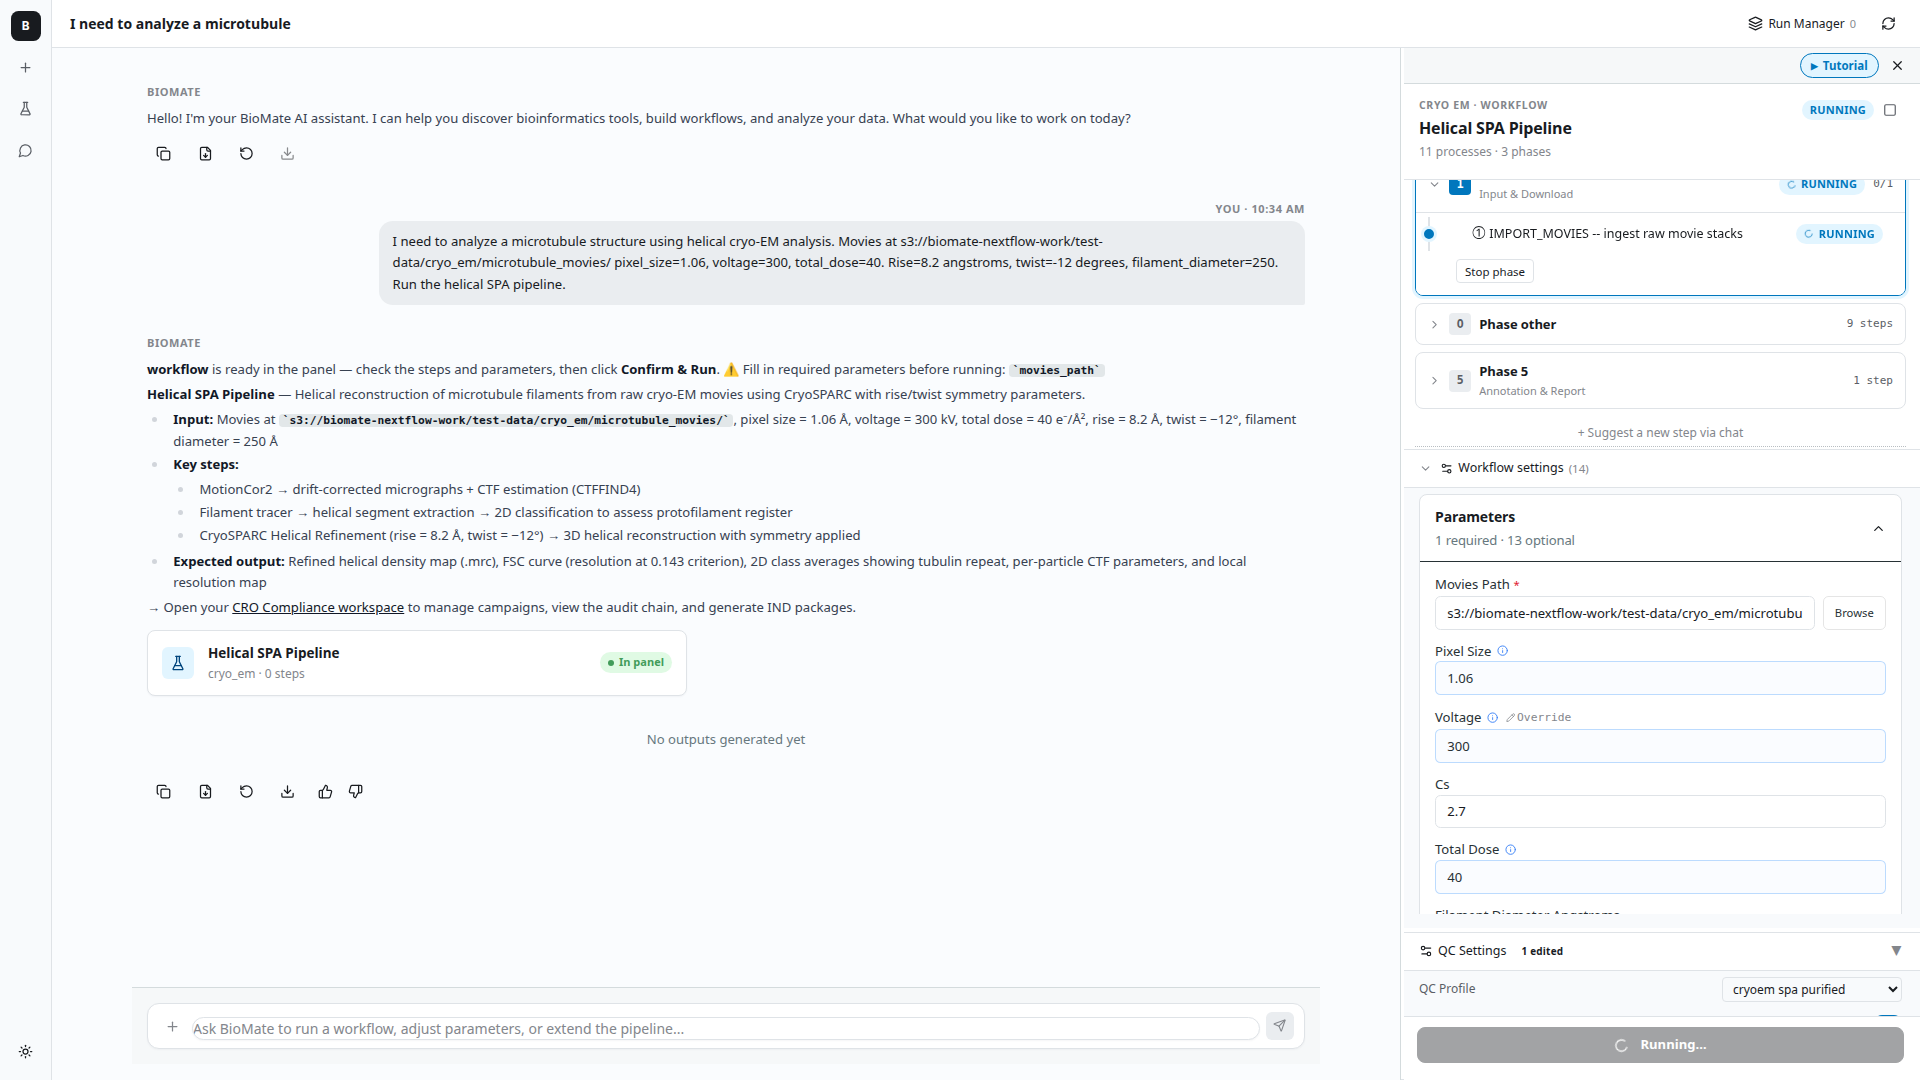 B
I need to analyze a microtubule
Run Manager 0
BIOMATE
Hello! I'm your BioMate AI assistant. I can help you discover bioinformatics tools, build workflows, and analyze your data. What would you like to work on today?
YOU · 10:34 AM
I need to analyze a microtubule structure using helical cryo-EM analysis. Movies at s3://biomate-nextflow-work/test-
data/cryo_em/microtubule_movies/ pixel_size=1.06, voltage=300, total_dose=40. Rise=8.2 angstroms, twist=-12 degrees, filament_diameter=250.
Run the helical SPA pipeline.
BIOMATE
workflow is ready in the panel — check the steps and parameters, then click Confirm & Run. ⚠️ Fill in required parameters before running: `movies_path`
Helical SPA Pipeline — Helical reconstruction of microtubule filaments from raw cryo-EM movies using CryoSPARC with rise/twist symmetry parameters.
Input: Movies at `s3://biomate-nextflow-work/test-data/cryo_em/microtubule_movies/`, pixel size = 1.06 Å, voltage = 300 kV, total dose = 40 e⁻/Å², rise = 8.2 Å, twist = −12°, filament
diameter = 250 Å
Key steps:
MotionCor2 → drift-corrected micrographs + CTF estimation (CTFFIND4)
Filament tracer → helical segment extraction → 2D classification to assess protofilament register
CryoSPARC Helical Refinement (rise = 8.2 Å, twist = −12°) → 3D helical reconstruction with symmetry applied
Expected output: Refined helical density map (.mrc), FSC curve (resolution at 0.143 criterion), 2D class averages showing tubulin repeat, per-particle CTF parameters, and local
resolution map
→ Open your CRO Compliance workspace to manage campaigns, view the audit chain, and generate IND packages.
Helical SPA Pipeline
cryo_em · 0 steps
In panel
No outputs generated yet
Ask BioMate to run a workflow, adjust parameters, or extend the pipeline...
▶ Tutorial
CRYO EM · WORKFLOW
RUNNING
Helical SPA Pipeline
11 processes · 3 phases
1
Input & Download
RUNNING 0/1
① IMPORT_MOVIES -- ingest raw movie stacks
RUNNING
Stop phase
0 Phase other 9 steps
5 Phase 5
Annotation & Report
1 step
+ Suggest a new step via chat
Workflow settings (14)
Parameters
1 required · 13 optional
Movies Path *
s3://biomate-nextflow-work/test-data/cryo_em/microtubu
Browse
Pixel Size
1.06
Voltage Override
300
Cs
2.7
Total Dose
40
Filament Diameter Angstroms
QC Settings 1 edited
QC Profile
cryoem spa purified
Running...